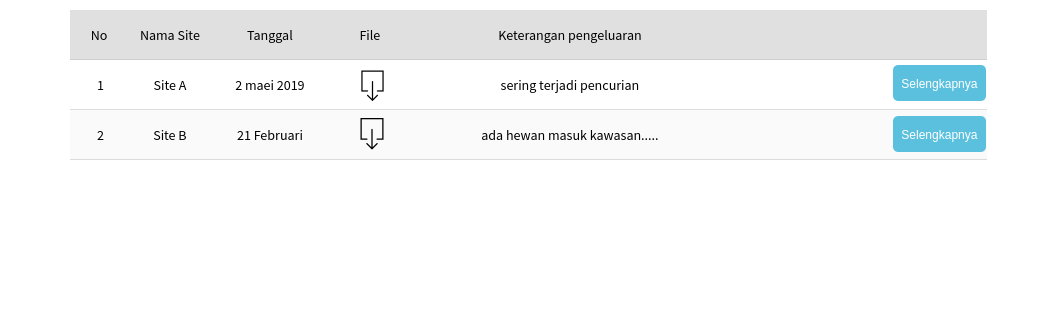 No Nama Site Tanggal File Keterangan pengeluaran
1 Site A 2 maei 2019 sering terjadi pencurian Selengkapnya
2 Site B 21 Februari ada hewan masuk kawasan..... Selengkapnya